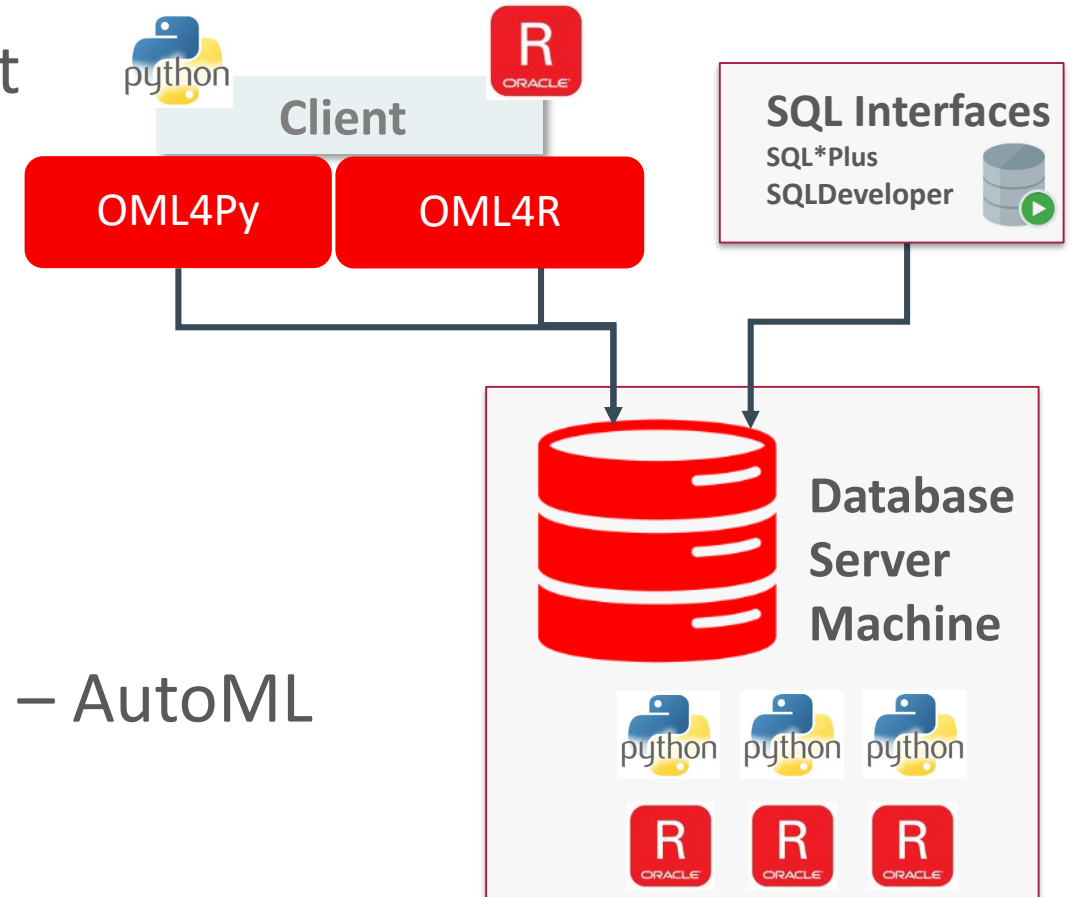 t
python
R
ORACLE
Client
OML4Py
OML4R
SQL Interfaces
SQL*Plus
SQLDeveloper
Database
Server
Machine
– AutoML
python
python
python
R
ORACLE
R
ORACLE
R
ORACLE